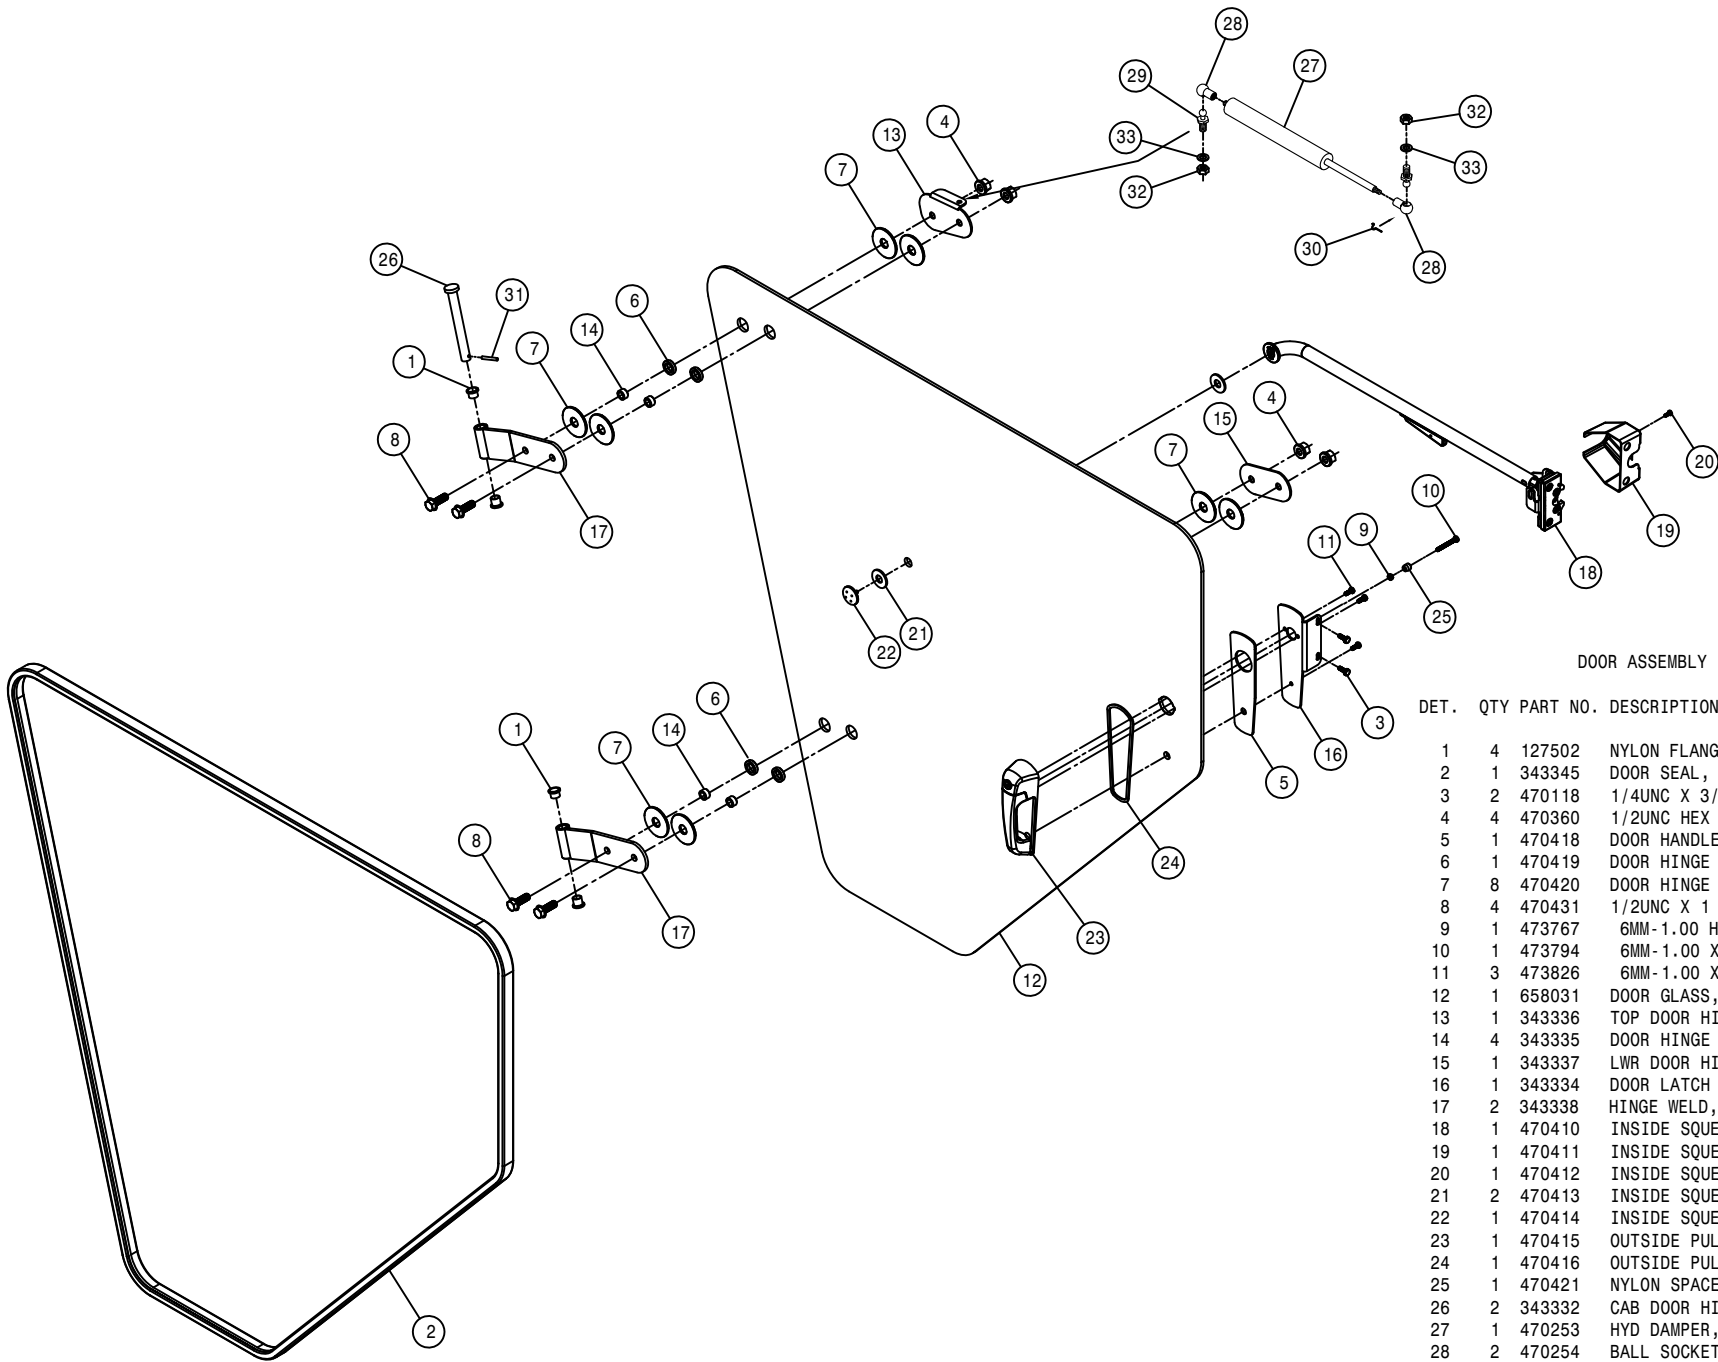 28
27
29
32
4
13
33
33
7
32
26
30
28
31
6
14
7
1
4
15
8
7
20
10
19
17
9
11
18
25
21
22
DOOR ASSEMBLY
DET. QTY PART NO. DESCRIPTION
6
1
14
3
7
16
5
24
8
17
23
12
2
1 4 127502 NYLON FLANG
2 1 343345 DOOR SEAL,
3 2 470118 1/4UNC X 3/
4 4 470360 1/2UNC HEX
5 1 470418 DOOR HANDLE
6 1 470419 DOOR HINGE
7 8 470420 DOOR HINGE
8 4 470431 1/2UNC X 1
9 1 473767 6MM-1.00 H
10 1 473794 6MM-1.00 X
11 3 473826 6MM-1.00 X
12 1 658031 DOOR GLASS,
13 1 343336 TOP DOOR HI
14 4 343335 DOOR HINGE
15 1 343337 LWR DOOR HI
16 1 343334 DOOR LATCH
17 2 343338 HINGE WELD,
18 1 470410 INSIDE SQUE
19 1 470411 INSIDE SQUE
20 1 470412 INSIDE SQUE
21 2 470413 INSIDE SQUE
22 1 470414 INSIDE SQUE
23 1 470415 OUTSIDE PUL
24 1 470416 OUTSIDE PUL
25 1 470421 NYLON SPACE
26 2 343332 CAB DOOR HI
27 1 470253 HYD DAMPER,
28 2 470254 BALL SOCKET